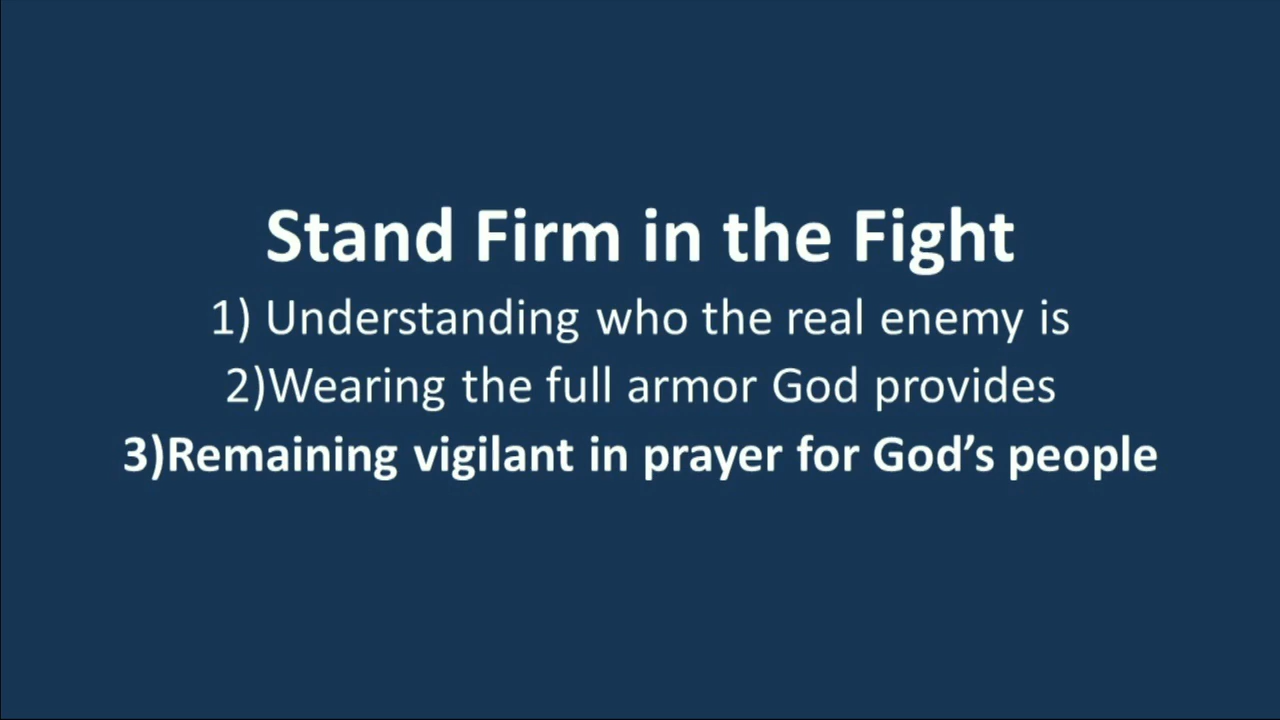 Stand Firm in the Fight
1) Understanding who the real enemy is
2)Wearing the full armor God provides
3)Remaining vigilant in prayer for God’s people